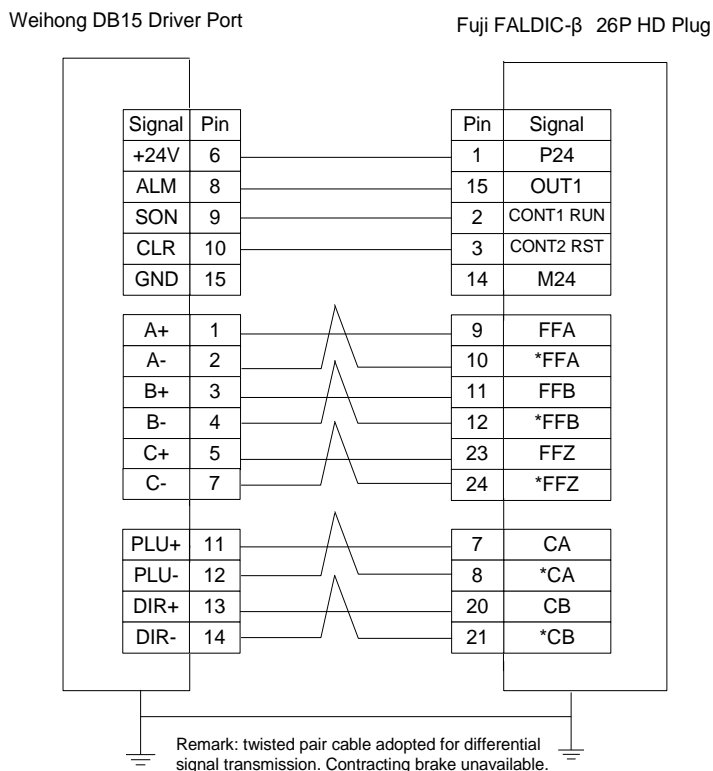 Weihong DB15 Driver Port
Fuji FALDIC-β 26P HD Plug
Signal Pin Pin Signal
+24V 6 1 P24
ALM 8 15 OUT1
SON 9 2 CONT1 RUN
CLR 10 3 CONT2 RST
GND 15 14 M24
A+ 1 9 FFA
A- 2 10 *FFA
B+ 3 11 FFB
B- 4 12 *FFB
C+ 5 23 FFZ
C- 7 24 *FFZ
PLU+ 11 7 CA
PLU- 12 8 *CA
DIR+ 13 20 CB
DIR- 14 21 *CB
Remark: twisted pair cable adopted for differential
signal transmission. Contracting brake unavailable.